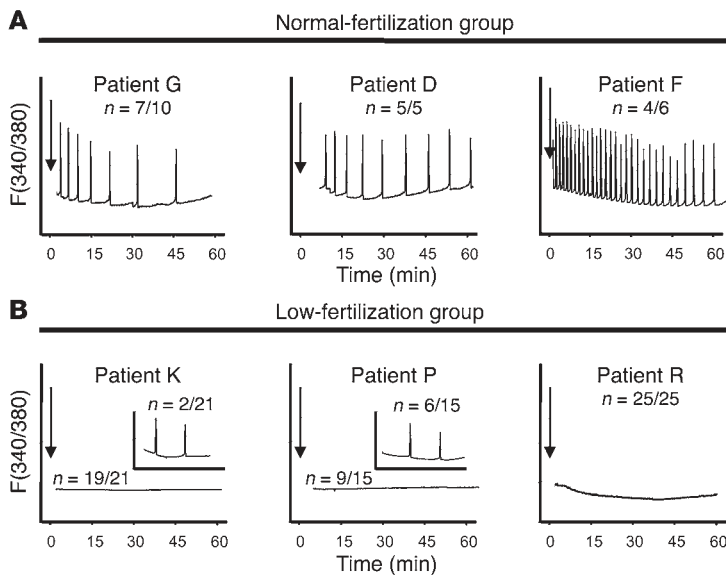 A
Normal-fertilization group
Patient G
n = 7/10
Patient D
n = 5/5
Patient F
n = 4/6
F(340/380)
0 15 30 45 60
0 15 30 45 60
0 15 30 45 60
Time (min)
B
Low-fertilization group
Patient K
n = 2/21
n = 19/21
Patient P
n = 6/15
n = 9/15
Patient R
n = 25/25
F(340/380)
0 15 30 45 60
0 15 30 45 60
0 15 30 45 60
Time (min)